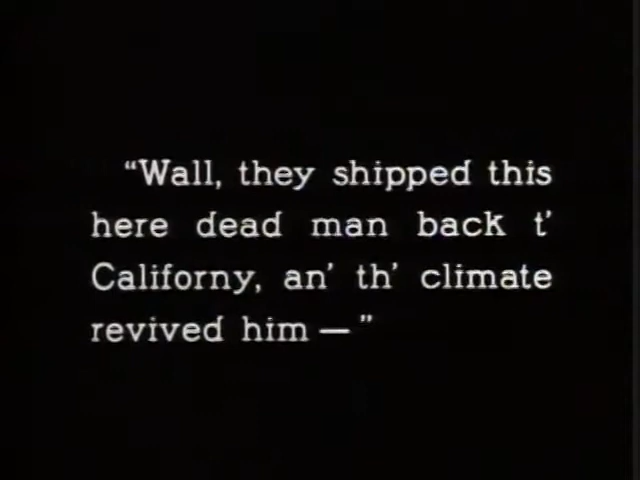 “Wall, they shipped this
here dead man back t’
Californy, an’ th’ climate
revived him — ”